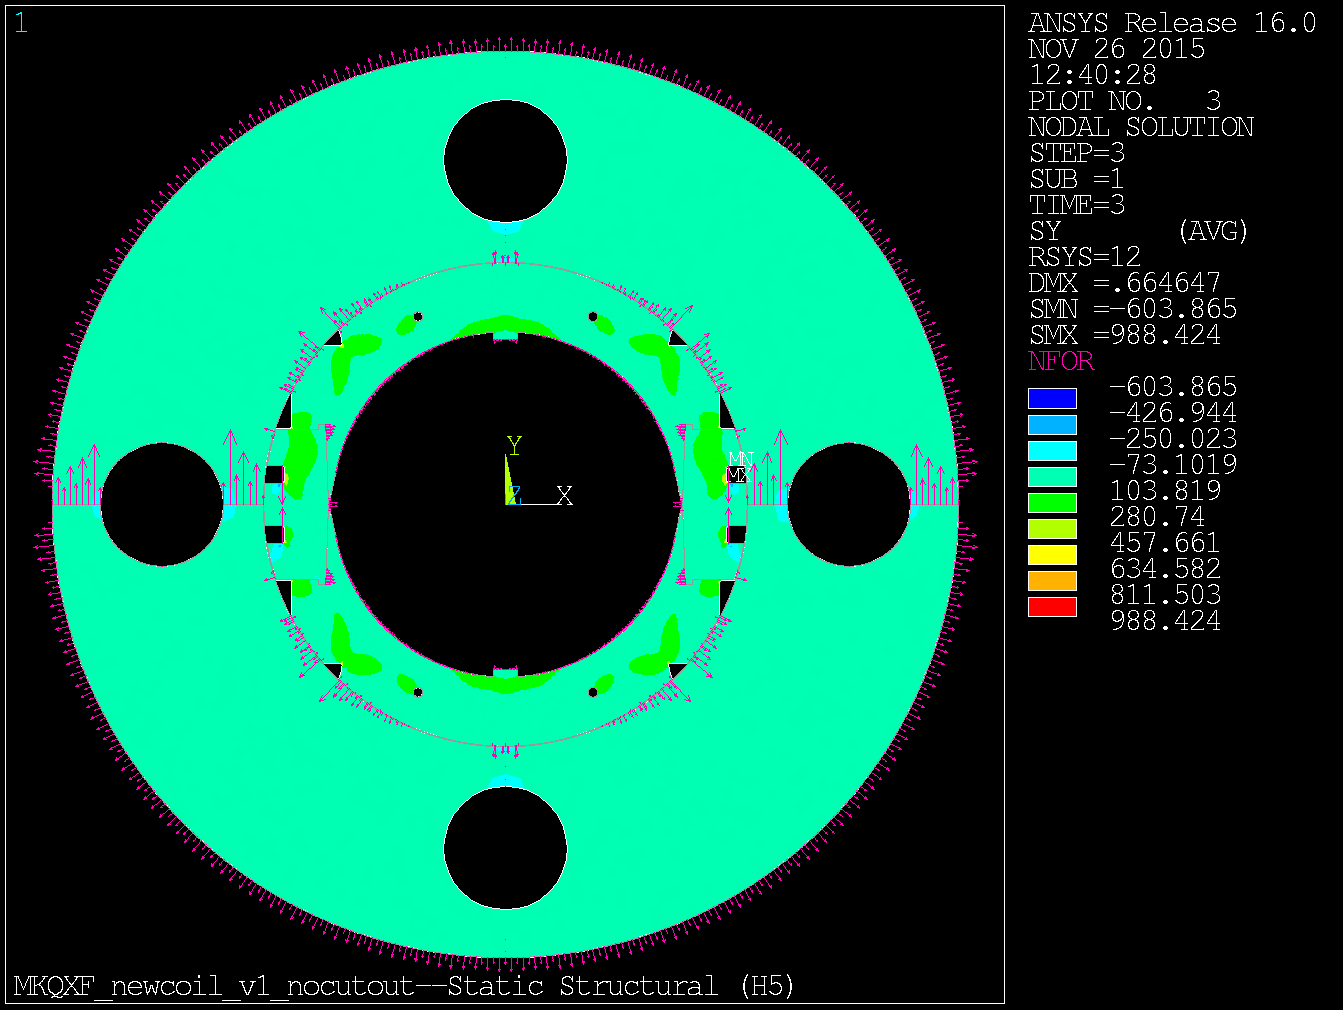 1
ANSYS Release 16.0
NOV 26 2015
12:40:28
PLOT NO.   3
NODAL SOLUTION
STEP=3
SUB =1
TIME=3
SY       (AVG)
RSYS=12
DMX =.664647
SMN =-603.865
SMX =988.424
NFOR
-603.865
-426.944
-250.023
-73.1019
103.819
280.74
457.661
634.582
811.503
988.424
Y
Z X
MN
MX
MKQXF_newcoil_v1_nocutout--Static Structural (H5)